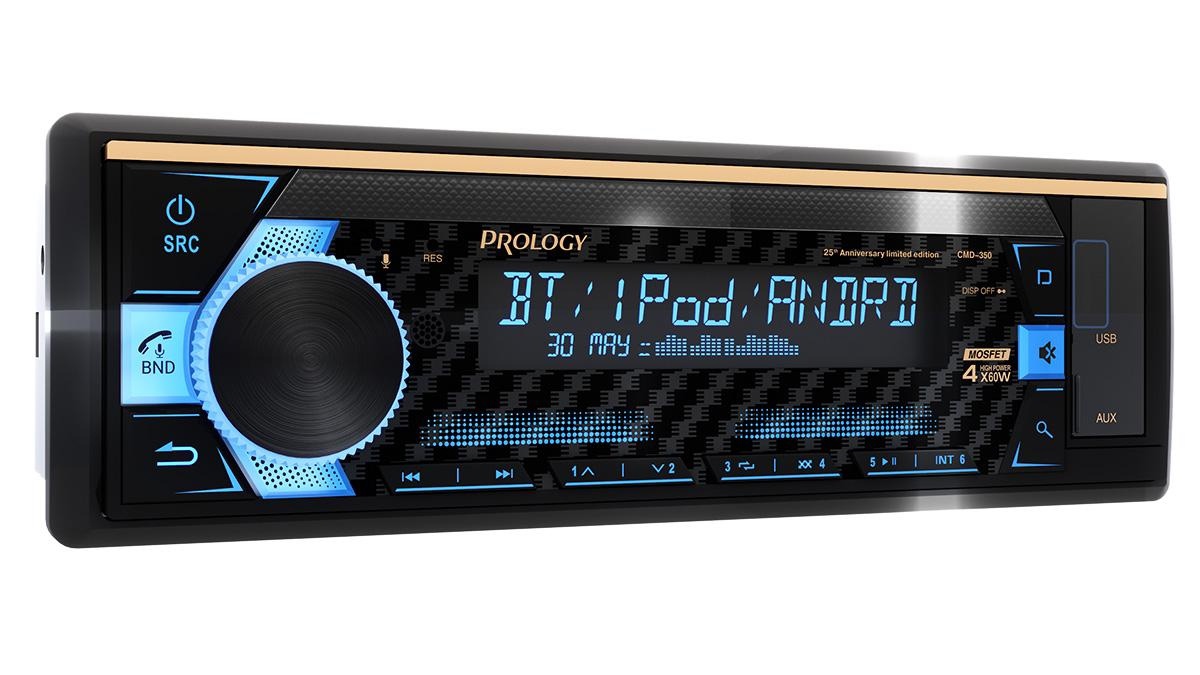 SRC
BND
RES
PROLOGY
25th Anniversary limited edition
CMD-350
DISP OFF
BT/IPod/ANDRD
30 MAY
MOSFET
4 HIGH POWER
X60W
D
USB
AUX
1
2
3
4
5
INT 6